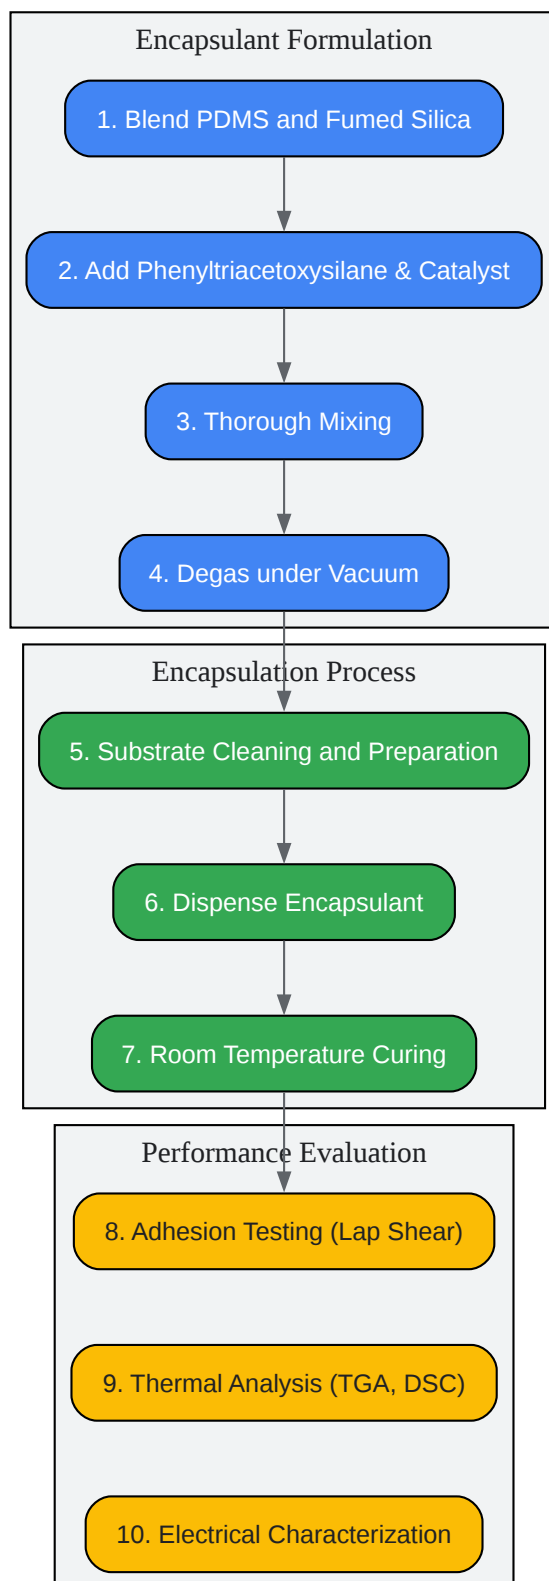 Encapsulant Formulation
1. Blend PDMS and Fumed Silica
2. Add Phenyltriacetoxysilane & Catalyst
3. Thorough Mixing
4. Degas under Vacuum
Encapsulation Process
5. Substrate Cleaning and Preparation
6. Dispense Encapsulant
7. Room Temperature Curing
Performance Evaluation
8. Adhesion Testing (Lap Shear)
9. Thermal Analysis (TGA, DSC)
10. Electrical Characterization